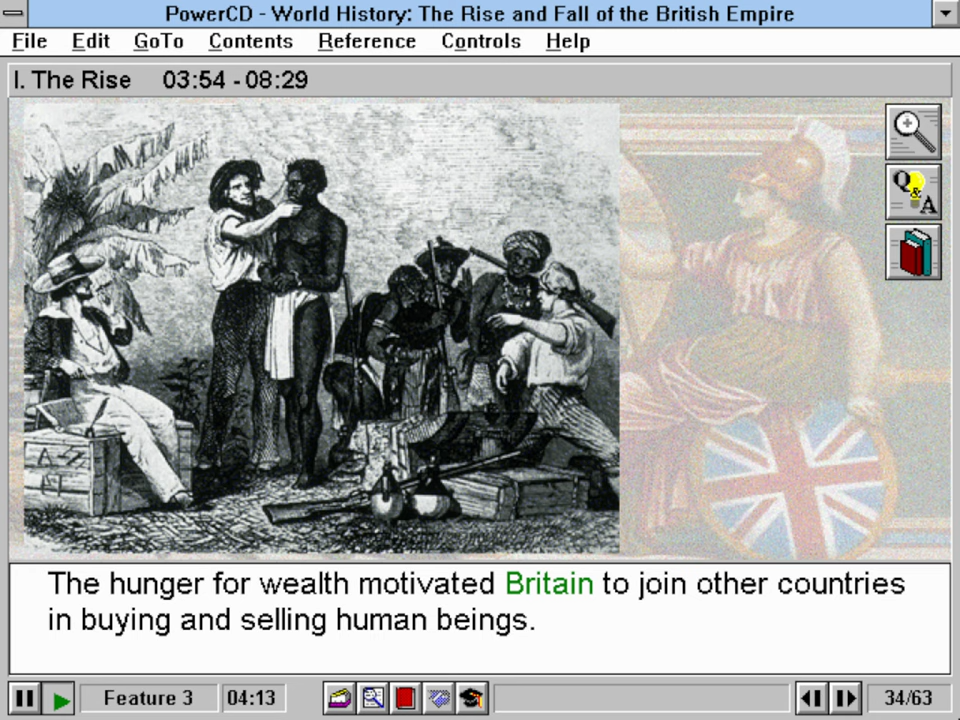 PowerCD - World History: The Rise and Fall of the British Empire
File Edit GoTo Contents Reference Controls Help
I. The Rise 03:54 - 08:29
Q & A
The hunger for wealth motivated Britain to join other countries
in buying and selling human beings.
Feature 3 04:13 34/63